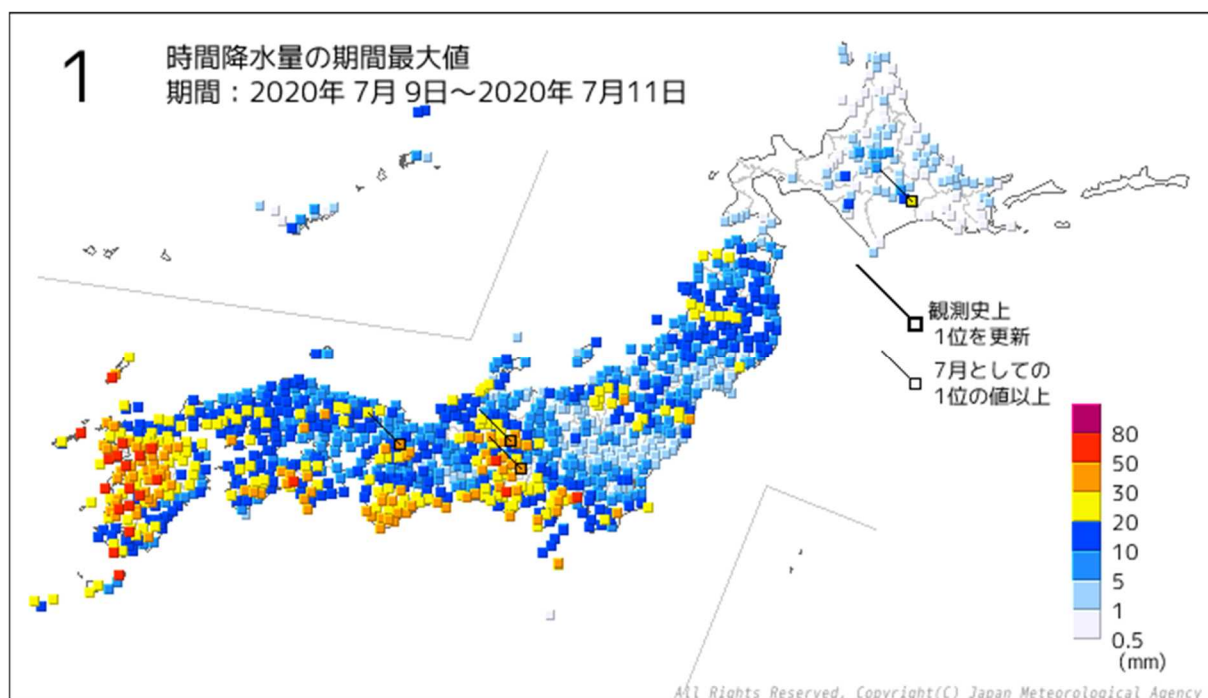 1
時間降水量の期間最大値
期間：2020年 7月 9日～2020年 7月11日
観測史上
1位を更新
7月としての
1位の値以上
80
50
30
20
10
5
1
0.5
(mm)
All Rights Reserved, Copyright(C) Japan Meteorological Agency